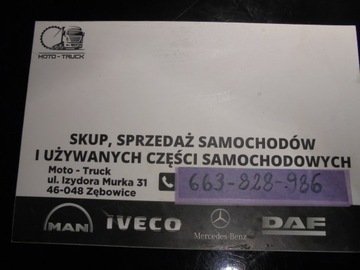 MOTO - TRUCK
SKUP, SPRZEDAŻ SAMOCHODÓW
I UŻYWANYCH CZĘŚCI SAMOCHODOWYCH
Moto - Truck
ul. Izydora Murka 31
46-048 Zębowice
663-828-986
MAN IVECO Mercedes-Benz DAF